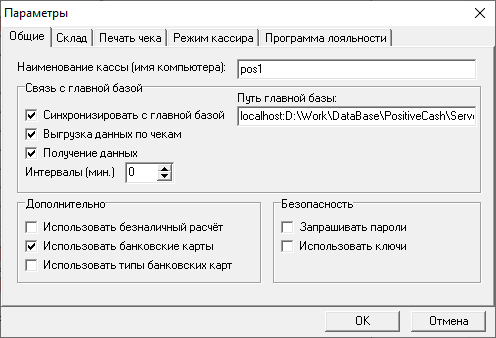 Параметры
Общие Склад Печать чека Режим кассира Программа лояльности
Наименование кассы (имя компьютера): pos1
Связь с главной базой
Путь главной базы:
Синхронизировать с главной базой localhost:D:\Work\DataBase\PositiveCash\Serve
Выгрузка данных по чекам
Получение данных
Интервалы (мин.) 0
Дополнительно Безопасность
Использовать безналичный расчёт Запрашивать пароли
Использовать банковские карты Использовать ключи
Использовать типы банковских карт
OK Отмена